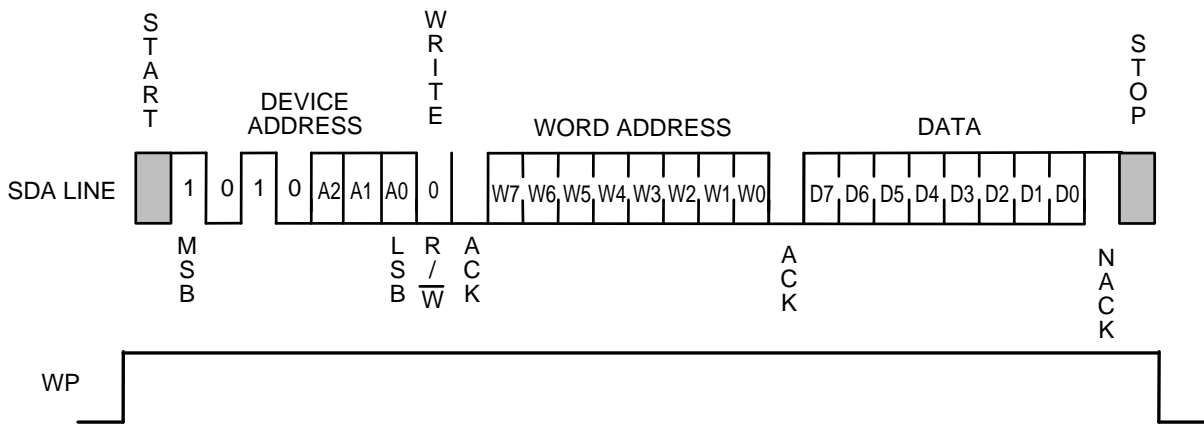 START
WRITE
STOP
DEVICE
ADDRESS
WORD ADDRESS
DATA
SDA LINE
1 0 1 0 A2 A1 A0 0 W7 W6 W5 W4 W3 W2 W1 W0 D7 D6 D5 D4 D3 D2 D1 D0
MSB
LSB
R/W
ACK
ACK
NACK
WP